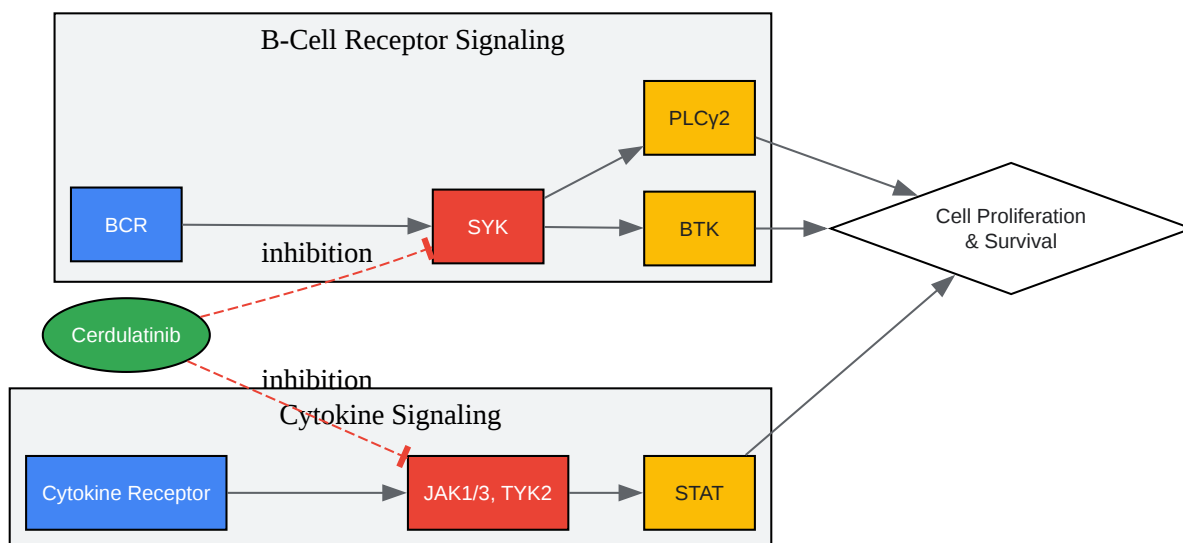 B-Cell Receptor Signaling
PLCγ2
BCR
SYK
BTK
Cell Proliferation
& Survival
inhibition
Cerdulatinib
inhibition
Cytokine Signaling
Cytokine Receptor
JAK1/3, TYK2
STAT